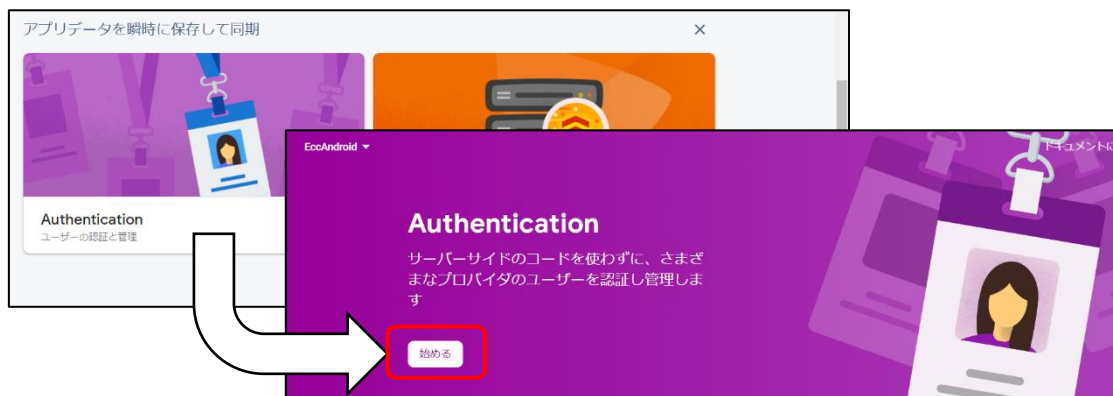 アプリデータを瞬時に保存して同期
Authentication
ユーザーの認証と管理
EccAndroid
ドキュメントに
Authentication
サーバーサイドのコードを使わずに、さまざ
まなプロバイダのユーザーを認証し管理しま
す
始める